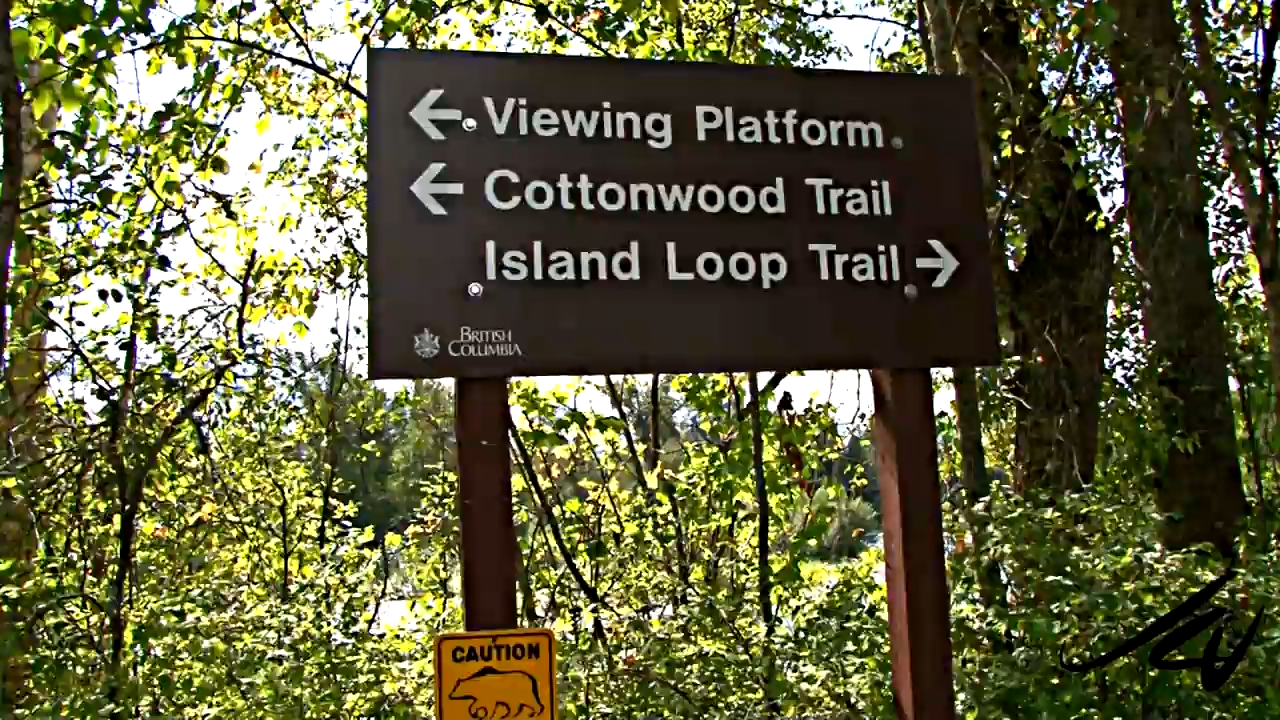 Viewing Platform
Cottonwood Trail
Island Loop Trail
BRITISH
COLUMBIA
CAUTION